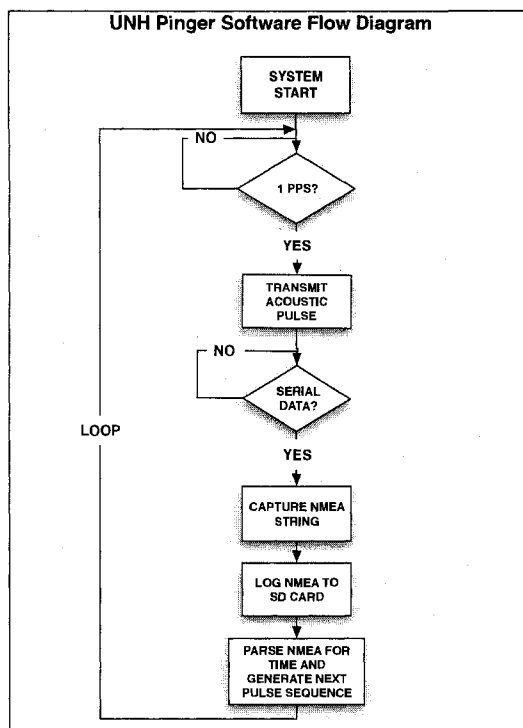 UNH Pinger Software Flow Diagram
SYSTEM
START
NO
1 PPS?
YES
TRANSMIT
ACOUSTIC
PULSE
NO
SERIAL
DATA?
LOOP
YES
CAPTURE NMEA
STRING
LOG NMEA TO
SD CARD
PARSE NMEA FOR
TIME AND
GENERATE NEXT
PULSE SEQUENCE